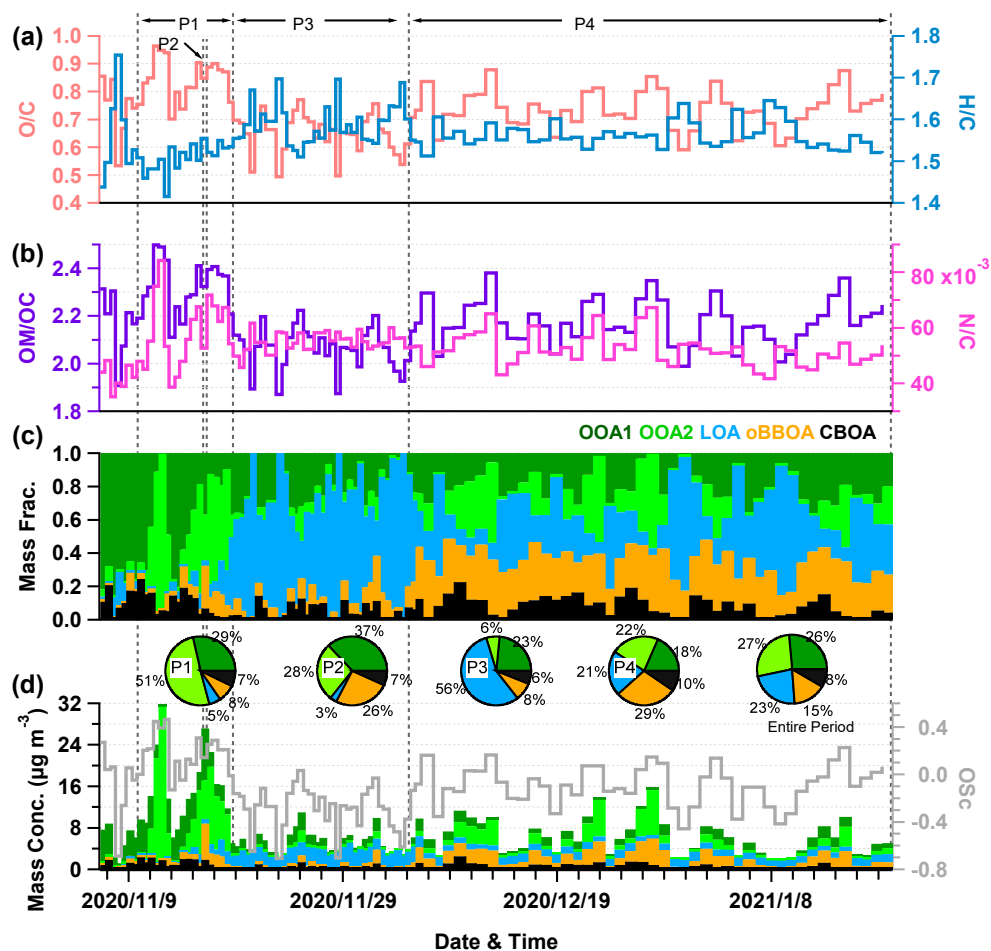 P1 P3 P4
P2
(a)
1.0 1.8
0.9
0.8 1.7
0.7 1.6
0.6
0.5 1.5
0.4 1.4
O/C H/C
(b)
2.4 80 x10⁻³
2.2 60
2.0 40
1.8
OM/OC N/C
(c)
OOA1 OOA2 LOA oBBOA CBOA
1.0
0.8
0.6
0.4
0.2
0.0
Mass Frac.
P1 29% 7% 8% 5% 51%
P2 37% 7% 26% 3% 28%
P3 23% 6% 8% 56% 6%
P4 18% 10% 29% 21% 22%
26% 8% 15% 23% 27%
Entire Period
(d)
32
24 0.4
16 0.0
8 -0.4
0 -0.8
Mass Conc. (µg m⁻³) OSc
2020/11/9 2020/11/29 2020/12/19 2021/1/8
Date & Time